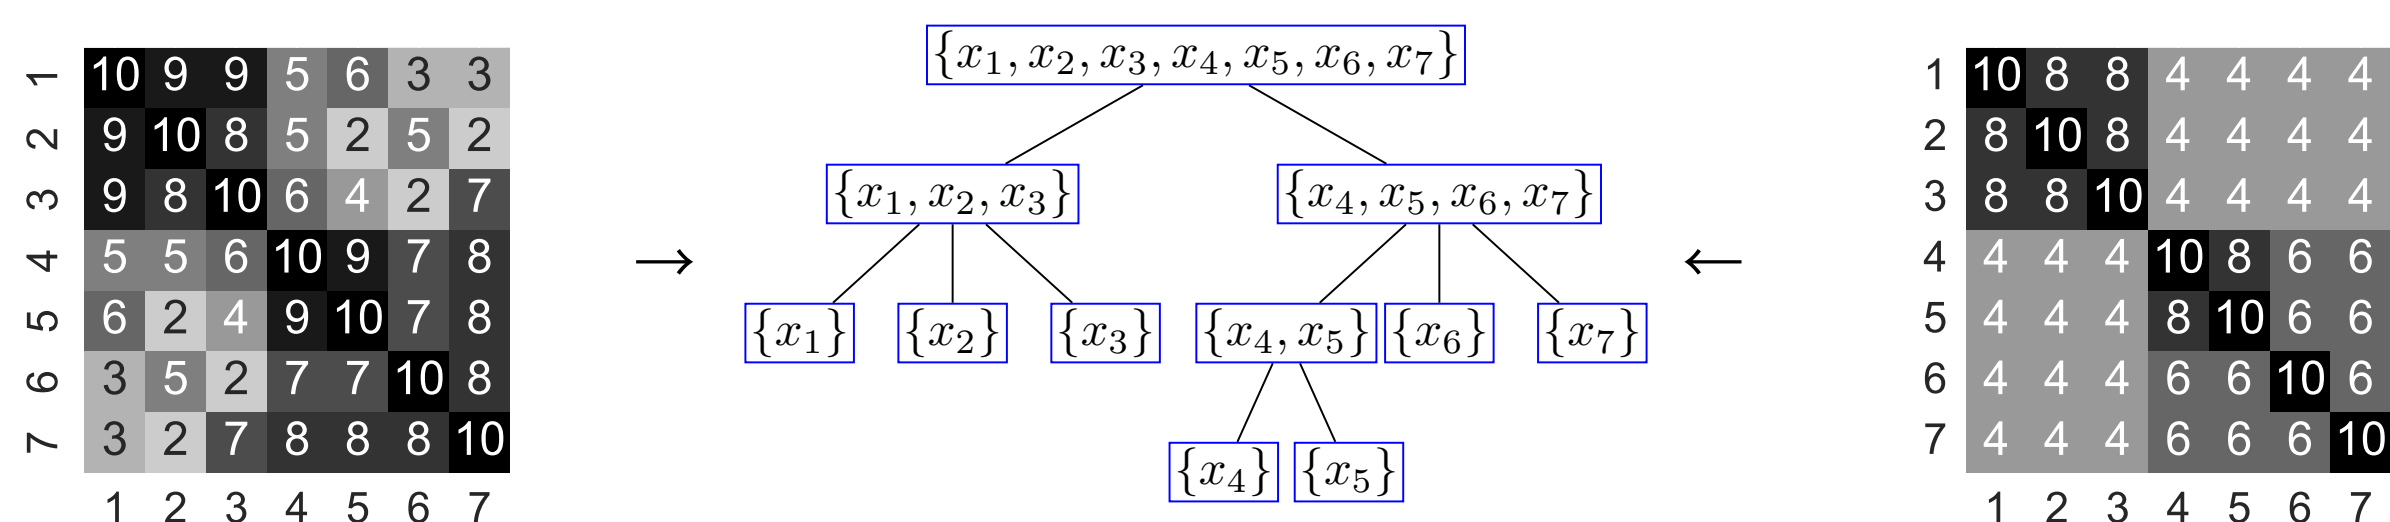 1 10 9 9 5 6 3 3
2 9 10 8 5 2 5 2
3 9 8 10 6 4 2 7
4 5 5 6 10 9 7 8
5 6 2 4 9 10 7 8
6 3 5 2 7 7 10 8
7 3 2 7 8 8 8 10
1 2 3 4 5 6 7
→
{x₁, x₂, x₃, x₄, x₅, x₆, x₇}
{x₁, x₂, x₃} {x₄, x₅, x₆, x₇}
{x₁} {x₂} {x₃} {x₄, x₅} {x₆} {x₇}
{x₄} {x₅}
←
1 10 8 8 4 4 4 4
2 8 10 8 4 4 4 4
3 8 8 10 4 4 4 4
4 4 4 4 10 8 6 6
5 4 4 4 8 10 6 6
6 4 4 4 6 6 10 6
7 4 4 4 6 6 6 10
1 2 3 4 5 6 7